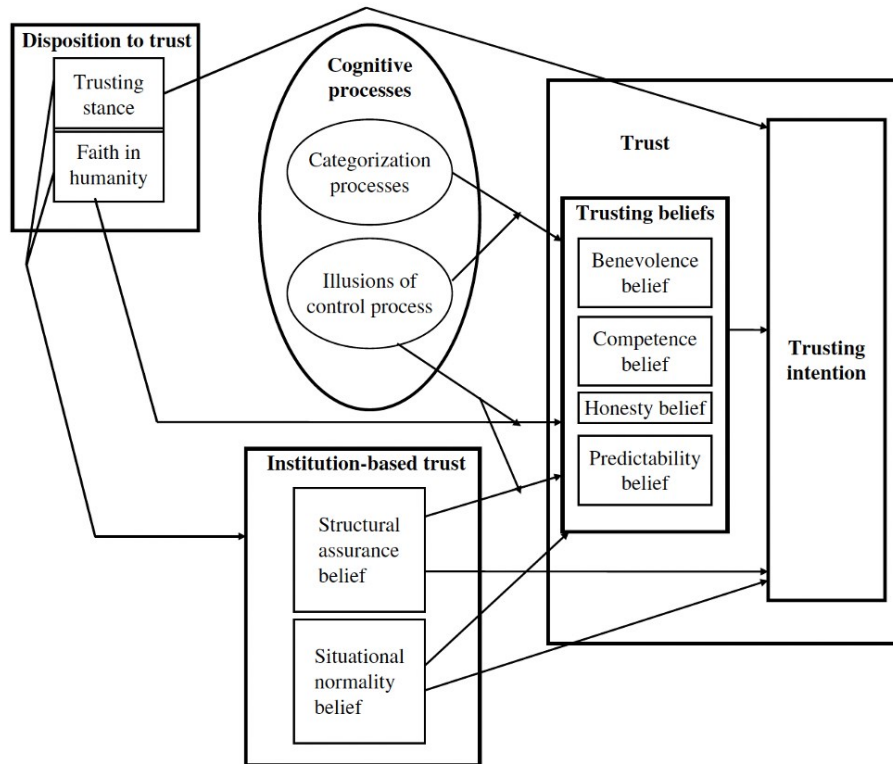 Disposition to trust
Trusting
stance
Faith in
humanity
Cognitive
processes
Categorization
processes
Illusions of
control process
Institution-based trust
Structural
assurance
belief
Situational
normality
belief
Trust
Trusting beliefs
Benevolence
belief
Competence
belief
Honesty belief
Predictability
belief
Trusting
intention